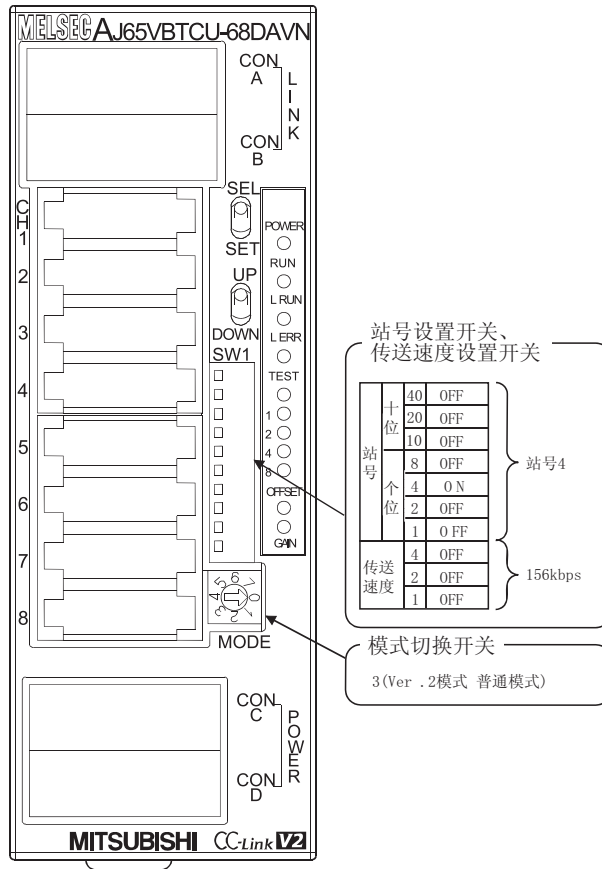 MELSEC AJ65VBTCU-68DAVN
CON A
LINK
CON B
CH
1
2
3
4
5
6
7
8
SEL
SET
UP
DOWN
SW1
POWER
RUN
L RUN
L ERR
TEST
1
2
4
8
OFFSET
GAIN
MODE
CON C
POWER
CON D
MITSUBISHI CC-Link V2
站号设置开关、
传送速度设置开关
站号
十位
40 OFF
20 OFF
10 OFF
个位
8 OFF
4 0 N
2 OFF
1 0 FF
站号4
传送速度
4 OFF
2 OFF
1 OFF
156kbps
模式切换开关
3(Ver .2模式 普通模式)